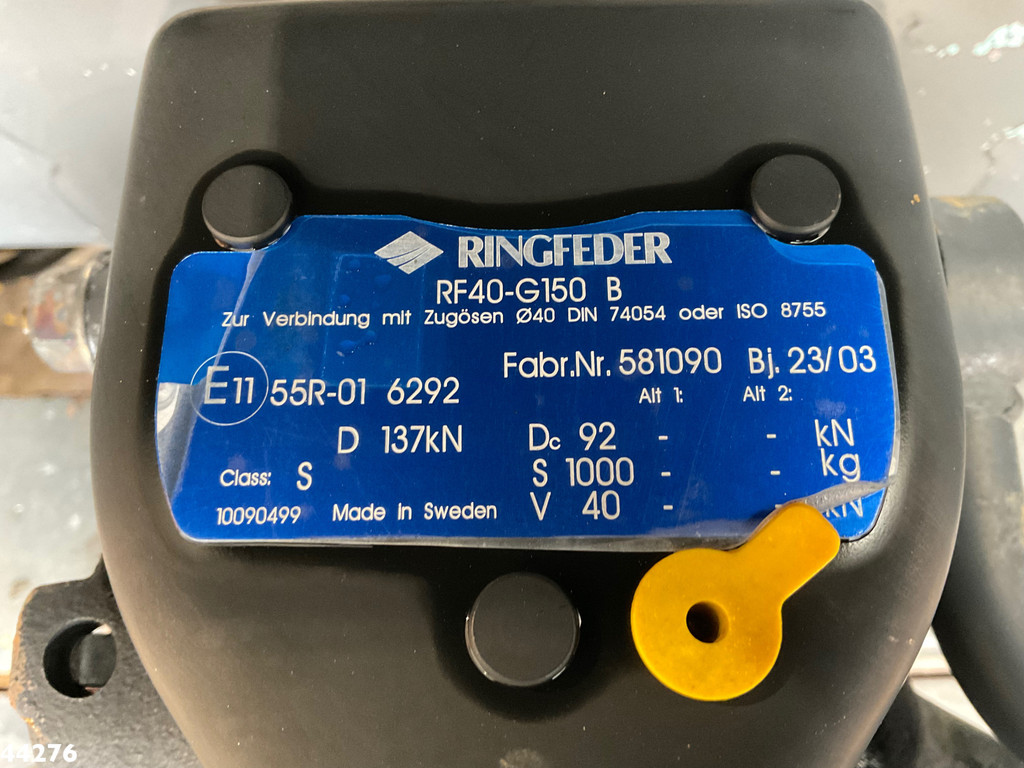 RINGFEDER
RF40-G150 B
Zur Verbindung mit Zugösen Ø40 DIN 74054 oder ISO 8755
Fabr.Nr. 581090 Bj. 23/03
E11 55R-01 6292 Alt 1: Alt 2:
D 137kN Dc 92 - - kN
Class: S S 1000 - - kg
10090499 Made in Sweden V 40 - - kN
44276